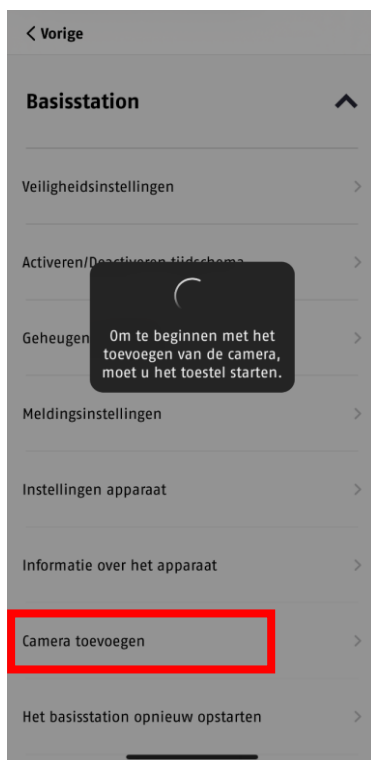 Vorige
Basisstation
Veiligheidsinstellingen
Activeren/Deactiveren tijdschema
Geheugen
Om te beginnen met het
toevoegen van de camera,
moet u het toestel starten.
Meldingsinstellingen
Instellingen apparaat
Informatie over het apparaat
Camera toevoegen
Het basisstation opnieuw opstarten